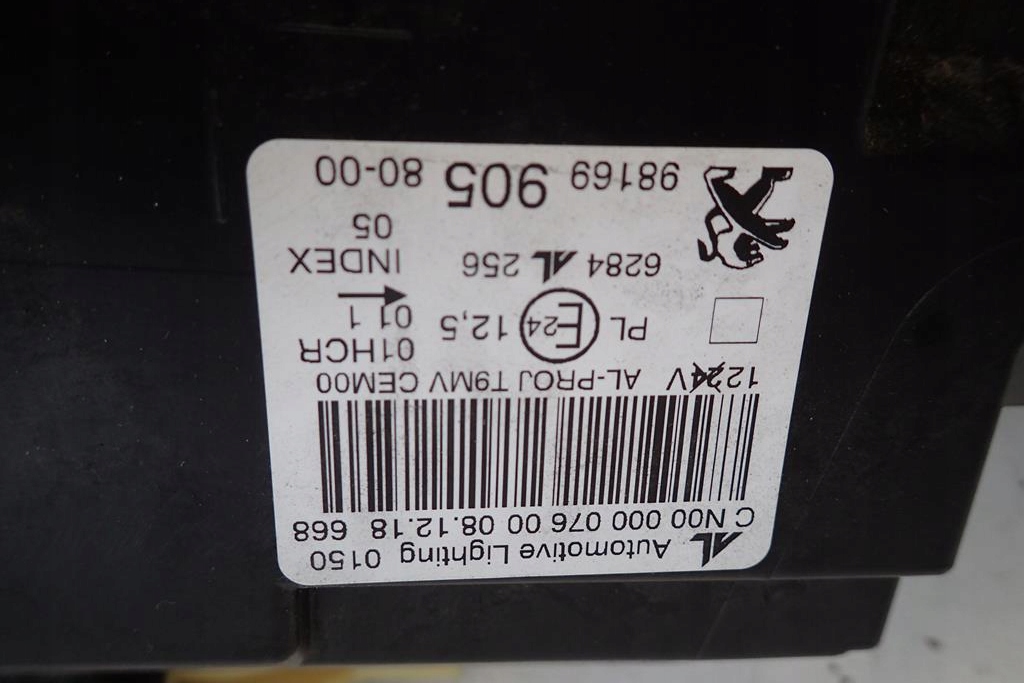 AL Automotive Lighting 0150
C N00 000 076 00 08.12.18 668
1224V AL-PROJ T9MV CEM00
PL E24 12,5 01HCR
01 1
6284 AL 256 INDEX
05
98169 905 80-00